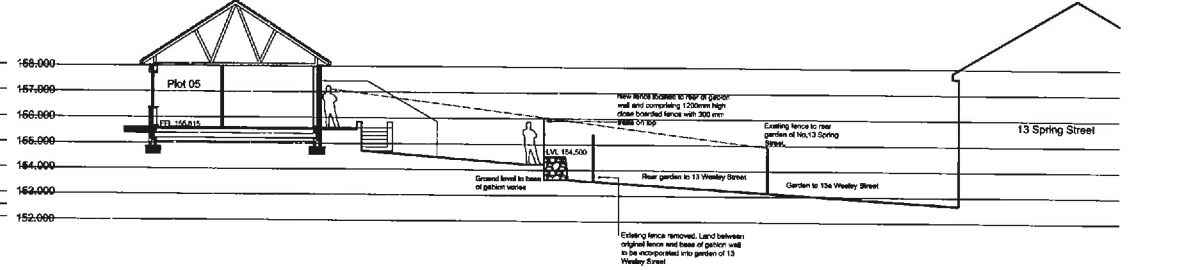 158.000
157.000
156.000
155.000
154.000
153.000
152.000
Plot 05
FFL 155.615
New fence located to rear of gabion
wall and comprising 1200mm high
close boarded fence with 300 mm
trellis on top
LVL 154,500
Ground level to base
of gabion varies
Existing fence to rear
garden of No.13 Spring
Street.
13 Spring Street
Rear garden to 13 Wesley Street
Garden to 13a Wesley Street
Existing fence removed. Land between
original fence and base of gabion wall
to be incorporated into garden of 13
Wesley Street